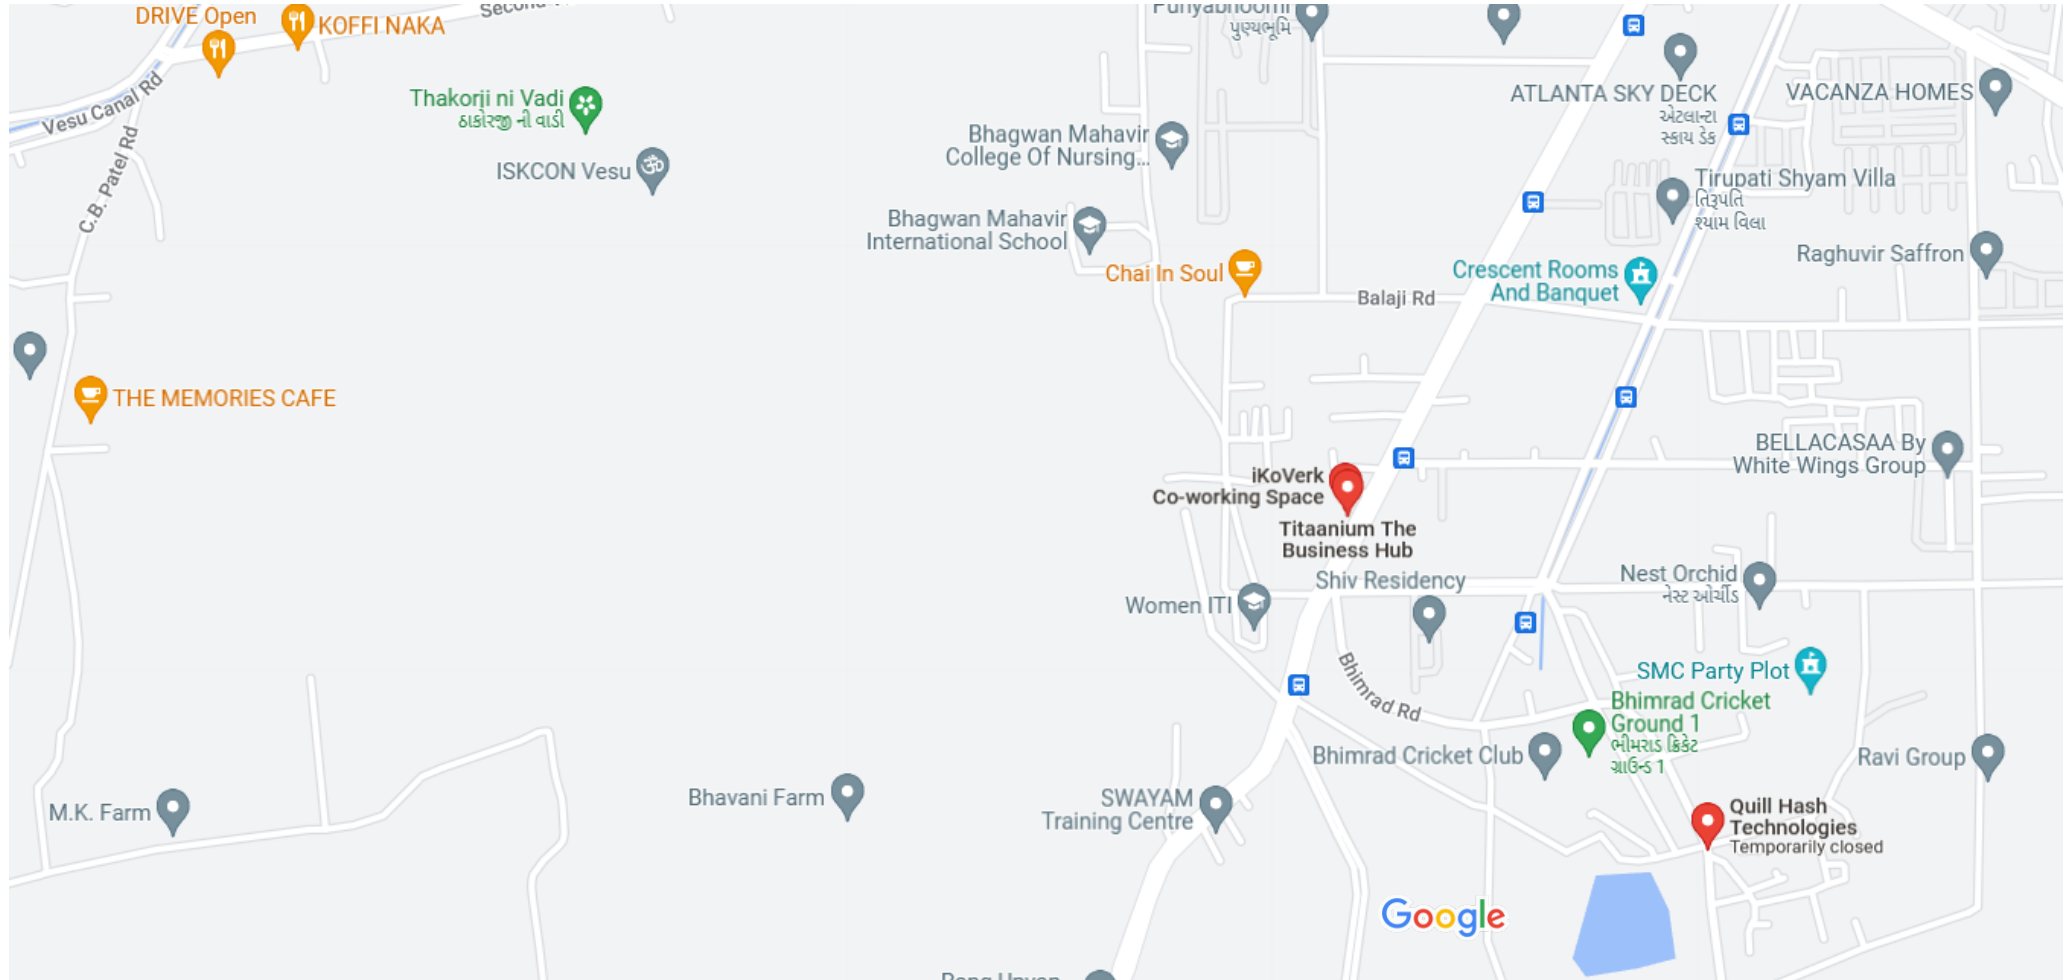 DRIVE Open
KOFFI NAKA
Vesu Canal Rd
C.B. Patel Rd
Thakorji ni Vadi
ઠાકોરજી ની વાડી
ISKCON Vesu
ॐ
પુણ્યભૂમિ
Bhagwan Mahavir
College Of Nursing...
Bhagwan Mahavir
International School
Chai In Soul
Balaji Rd
ATLANTA SKY DECK
એટલાન્ટા
સ્કાય ડેક
VACANZA HOMES
Tirupati Shyam Villa
તિરૂપતિ
શ્યામ વિલા
Raghuvir Saffron
Crescent Rooms
And Banquet
THE MEMORIES CAFE
BELLACASAA By
White Wings Group
iKoVerk
Co-working Space
Titaanium The
Business Hub
Shiv Residency
Women ITI
Nest Orchid
નેસ્ટ ઓર્ચીડ
SMC Party Plot
Bhimrad Rd
Bhimrad Cricket
Ground 1
ભીમરાડ ક્રિકેટ
ગ્રાઉન્ડ 1
Bhimrad Cricket Club
Ravi Group
M.K. Farm
Bhavani Farm
SWAYAM
Training Centre
Quill Hash
Technologies
Temporarily closed
Google